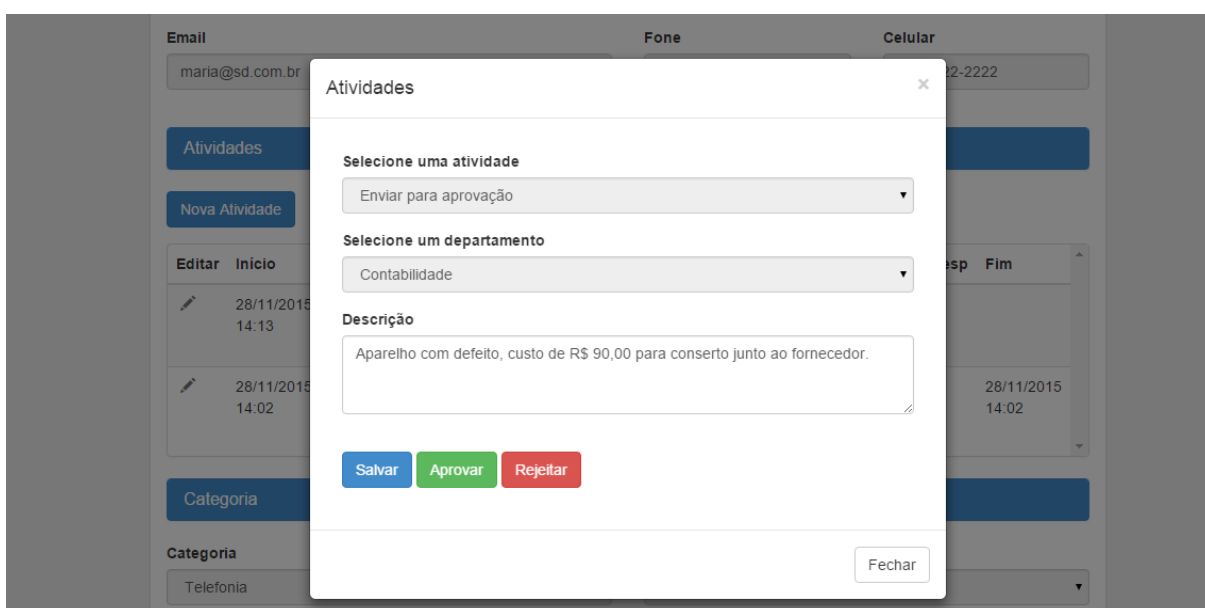 Email Fone Celular
maria@sd.com.br 22-2222
Atividades ×
Atividades
Selecione uma atividade
Enviar para aprovação
Nova Atividade
Selecione um departamento
Editar Início esp Fim
Contabilidade
28/11/2015
14:13
Descrição
Aparelho com defeito, custo de R$ 90,00 para conserto junto ao fornecedor.
28/11/2015 28/11/2015
14:02 14:02
Salvar Aprovar Rejeitar
Categoria
Categoria
Fechar
Telefonia